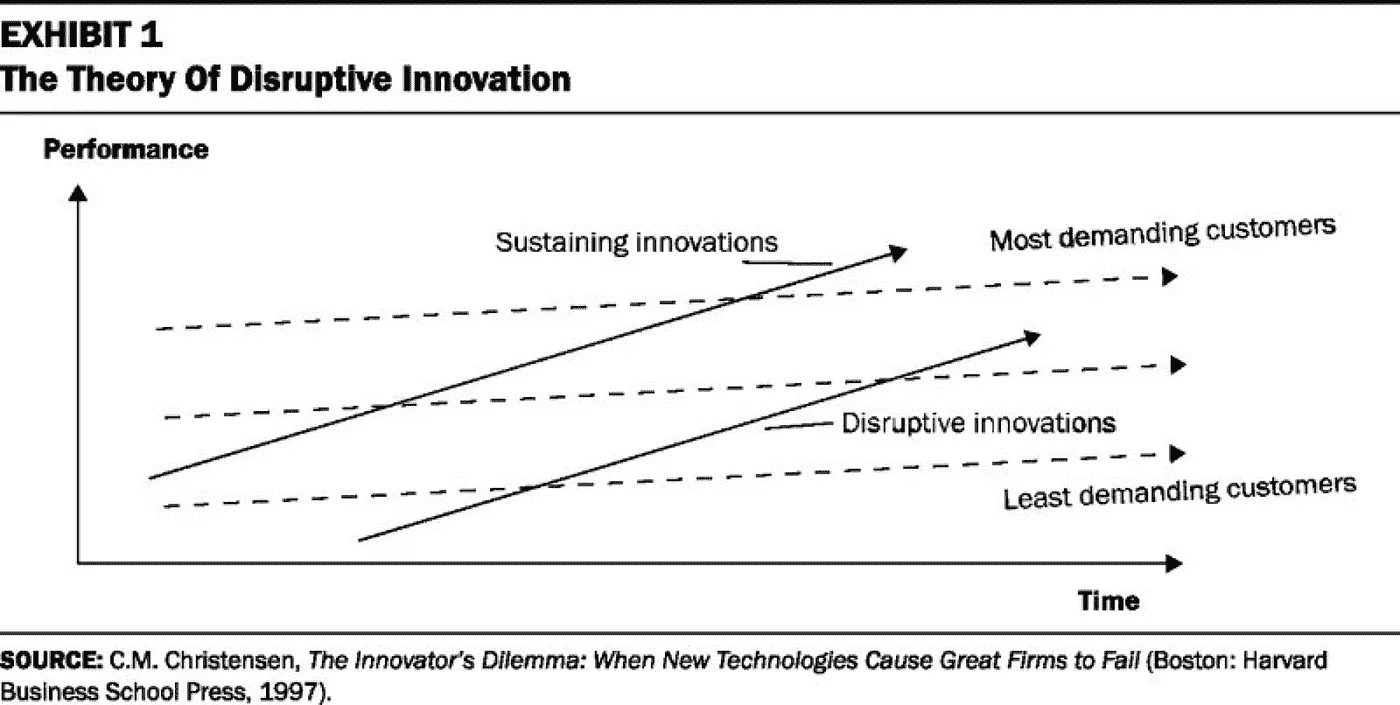 EXHIBIT 1
The Theory Of Disruptive Innovation
Performance
Sustaining innovations
Most demanding customers
Disruptive innovations
Least demanding customers
Time
SOURCE: C.M. Christensen, The Innovator's Dilemma: When New Technologies Cause Great Firms to Fail (Boston: Harvard
Business School Press, 1997).